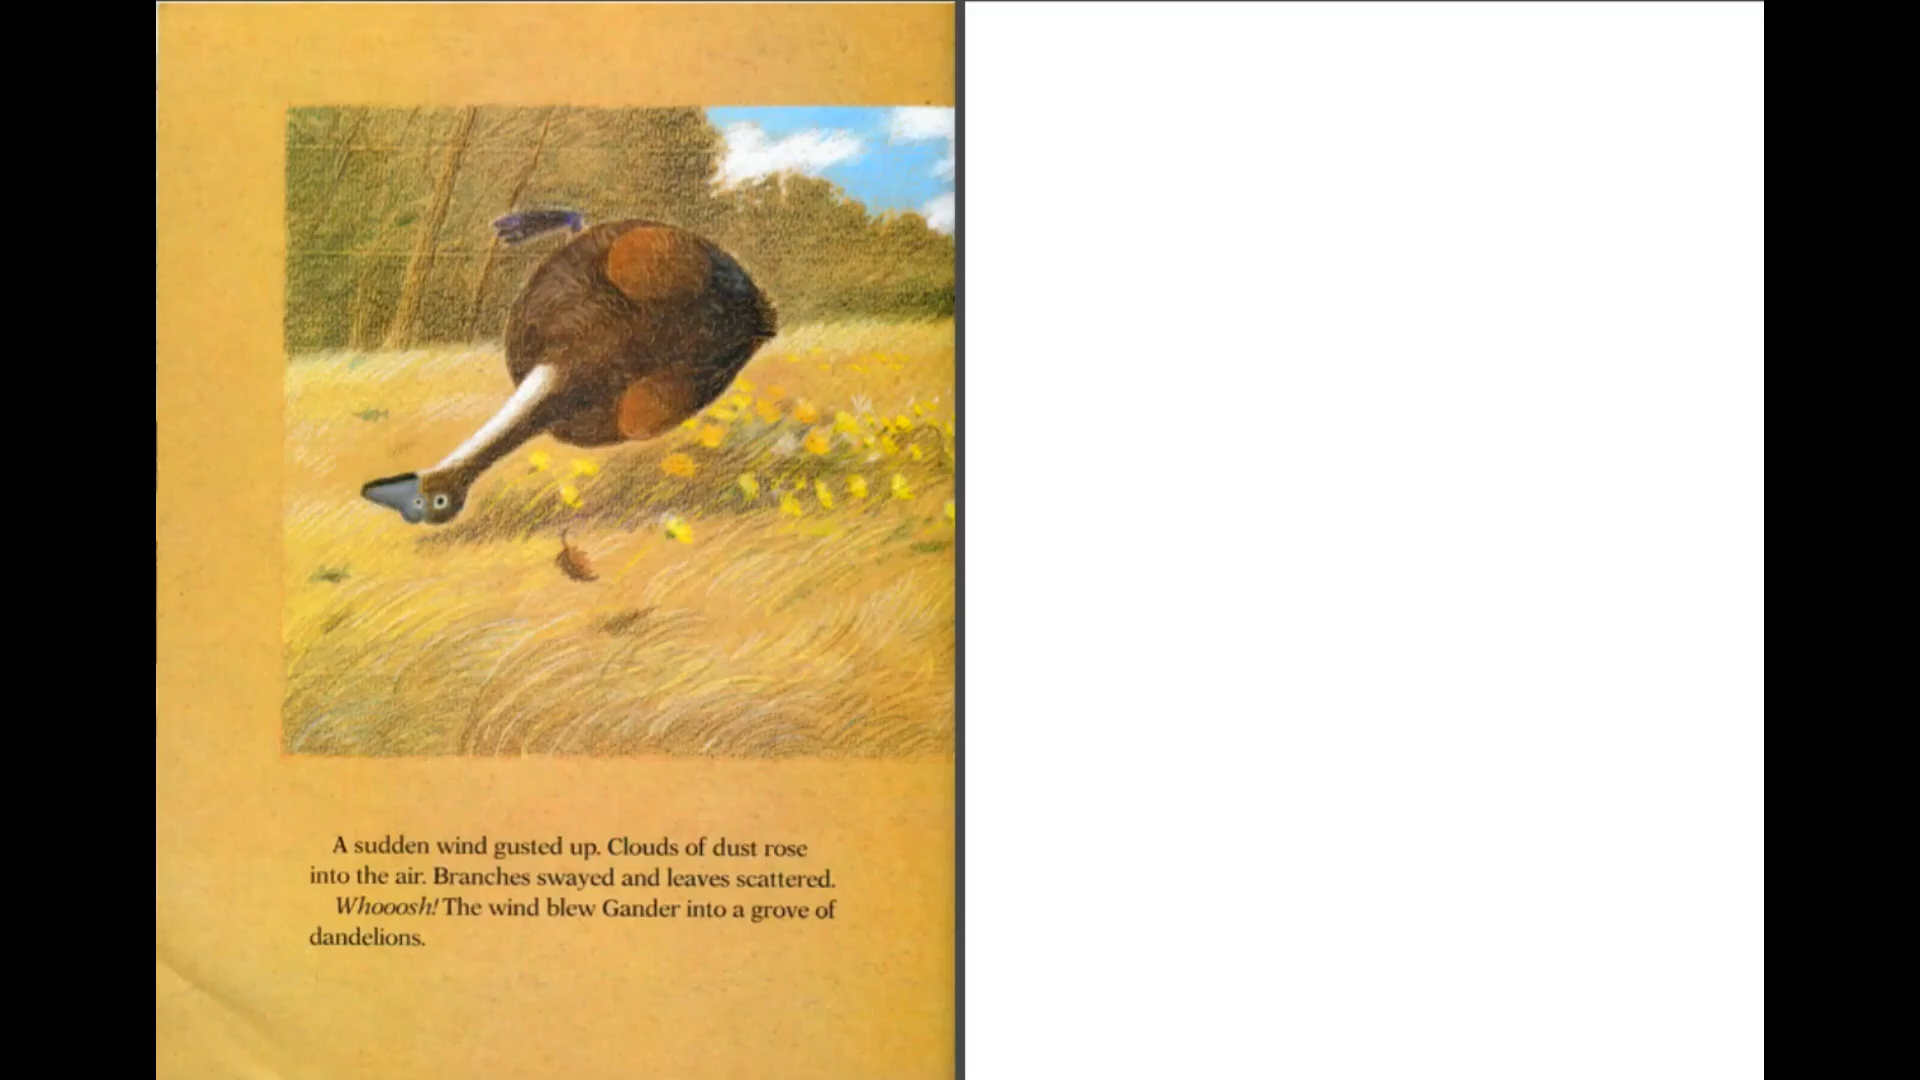 A sudden wind gusted up. Clouds of dust rose
into the air. Branches swayed and leaves scattered.
Whooosh! The wind blew Gander into a grove of
dandelions.